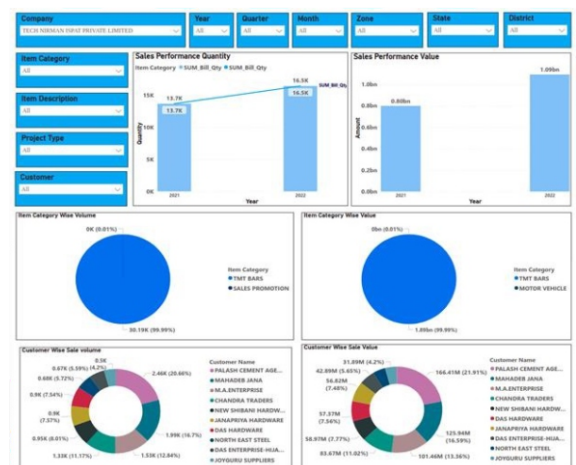 Company
TECH NIRMAN ISPAT PRIVATE LIMITED
Year
All
Quarter
All
Month
All
Zone
All
State
All
District
All
Item Category
All
Item Description
All
Project Type
All
Customer
All
Sales Performance Quantity
Item Category SUM_Bill_Qty SUM_Bill_Qty
Quantity
15K
10K
5K
0K
13.7K
13.7K
16.5K
16.5K
SUM_Bill_Qty
2021
2022
Year
Sales Performance Value
Amount
1.0bn
0.8bn
0.6bn
0.4bn
0.2bn
0.0bn
0.80bn
1.09bn
2021
2022
Year
Item Category Wise Volume
0K (0.01%)
30.19K (99.99%)
Item Category
TMT BARS
SALES PROMOTION
Item Category Wise Value
0bn (0.01%)
1.89bn (99.99%)
Item Category
TMT BARS
MOTOR VEHICLE
Customer Wise Sale volume
0.5K
(4.2%)
0.67K (5.59%)
0.68K (5.72%)
0.9K (7.54%)
0.9K
(7.57%)
0.95K (8.01%)
1.33K (11.17%)
1.53K (12.84%)
1.99K (16.7%)
2.46K (20.66%)
Customer Name
PALASH CEMENT AGE...
MAHADEB JANA
M.A.ENTERPRISE
CHANDRA TRADERS
NEW SHIBANI HARDW...
JANAPRIYA HARDWARE
DAS HARDWARE
NORTH EAST STEEL
DAS ENTERPRISE-HUA...
JOYGURU SUPPLIERS
Customer Wise Sale Value
31.89M (4.2%)
42.89M (5.65%)
56.82M
(7.48%)
57.37M
(7.56%)
58.97M (7.77%)
83.67M (11.02%)
101.46M (13.36%)
125.94M
(16.59%)
166.41M (21.91%)
Customer Name
PALASH CEMENT AGE...
MAHADEB JANA
M.A.ENTERPRISE
CHANDRA TRADERS
NEW SHIBANI HARDW...
DAS HARDWARE
JANAPRIYA HARDWARE
DAS ENTERPRISE-HUA...
NORTH EAST STEEL
JOYGURU SUPPLIERS